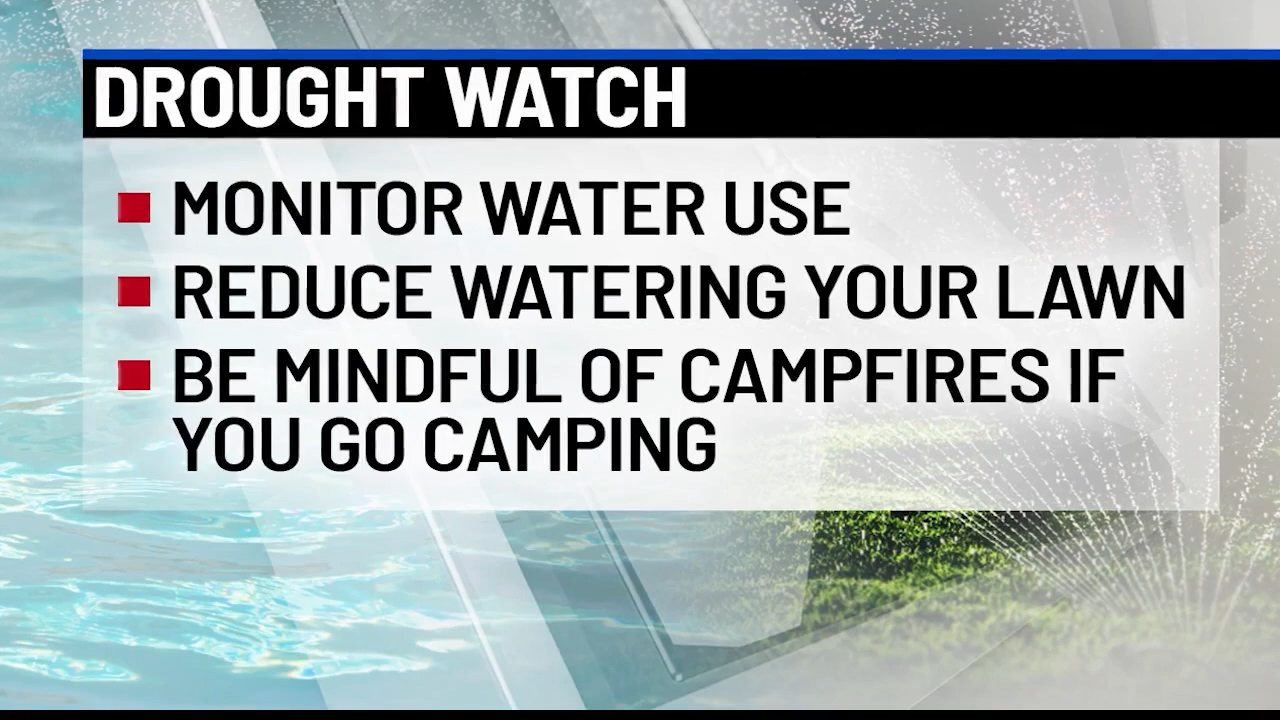 DROUGHT WATCH
MONITOR WATER USE
REDUCE WATERING YOUR LAWN
BE MINDFUL OF CAMPFIRES IF
YOU GO CAMPING